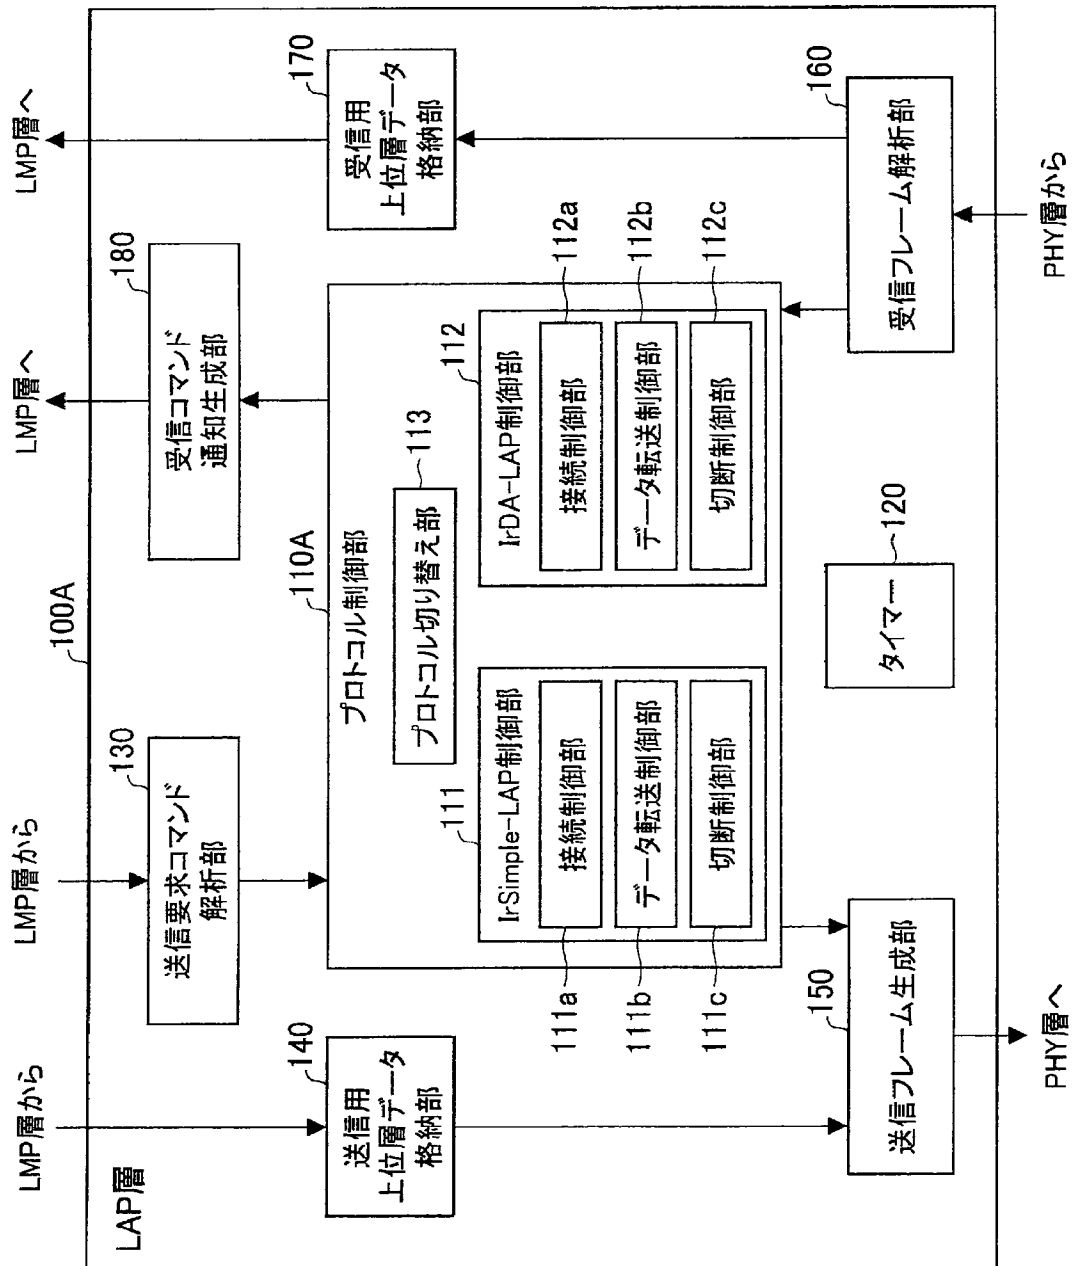 LAP層
100A
LMP層から
LMP層から
LMP層へ
LMP層へ
130
送信要求コマンド
解析部
180
受信コマンド
通知生成部
140
送信用
上位層データ
格納部
110A
プロトコル制御部
113
プロトコル切り替え部
111
IrSimple-LAP制御部
接続制御部
111a
データ転送制御部
111b
切断制御部
111c
112
IrDA-LAP制御部
接続制御部
112a
データ転送制御部
112b
切断制御部
112c
170
受信用
上位層データ
格納部
150
送信フレーム生成部
120
タイマー
160
受信フレーム解析部
PHY層へ
PHY層から